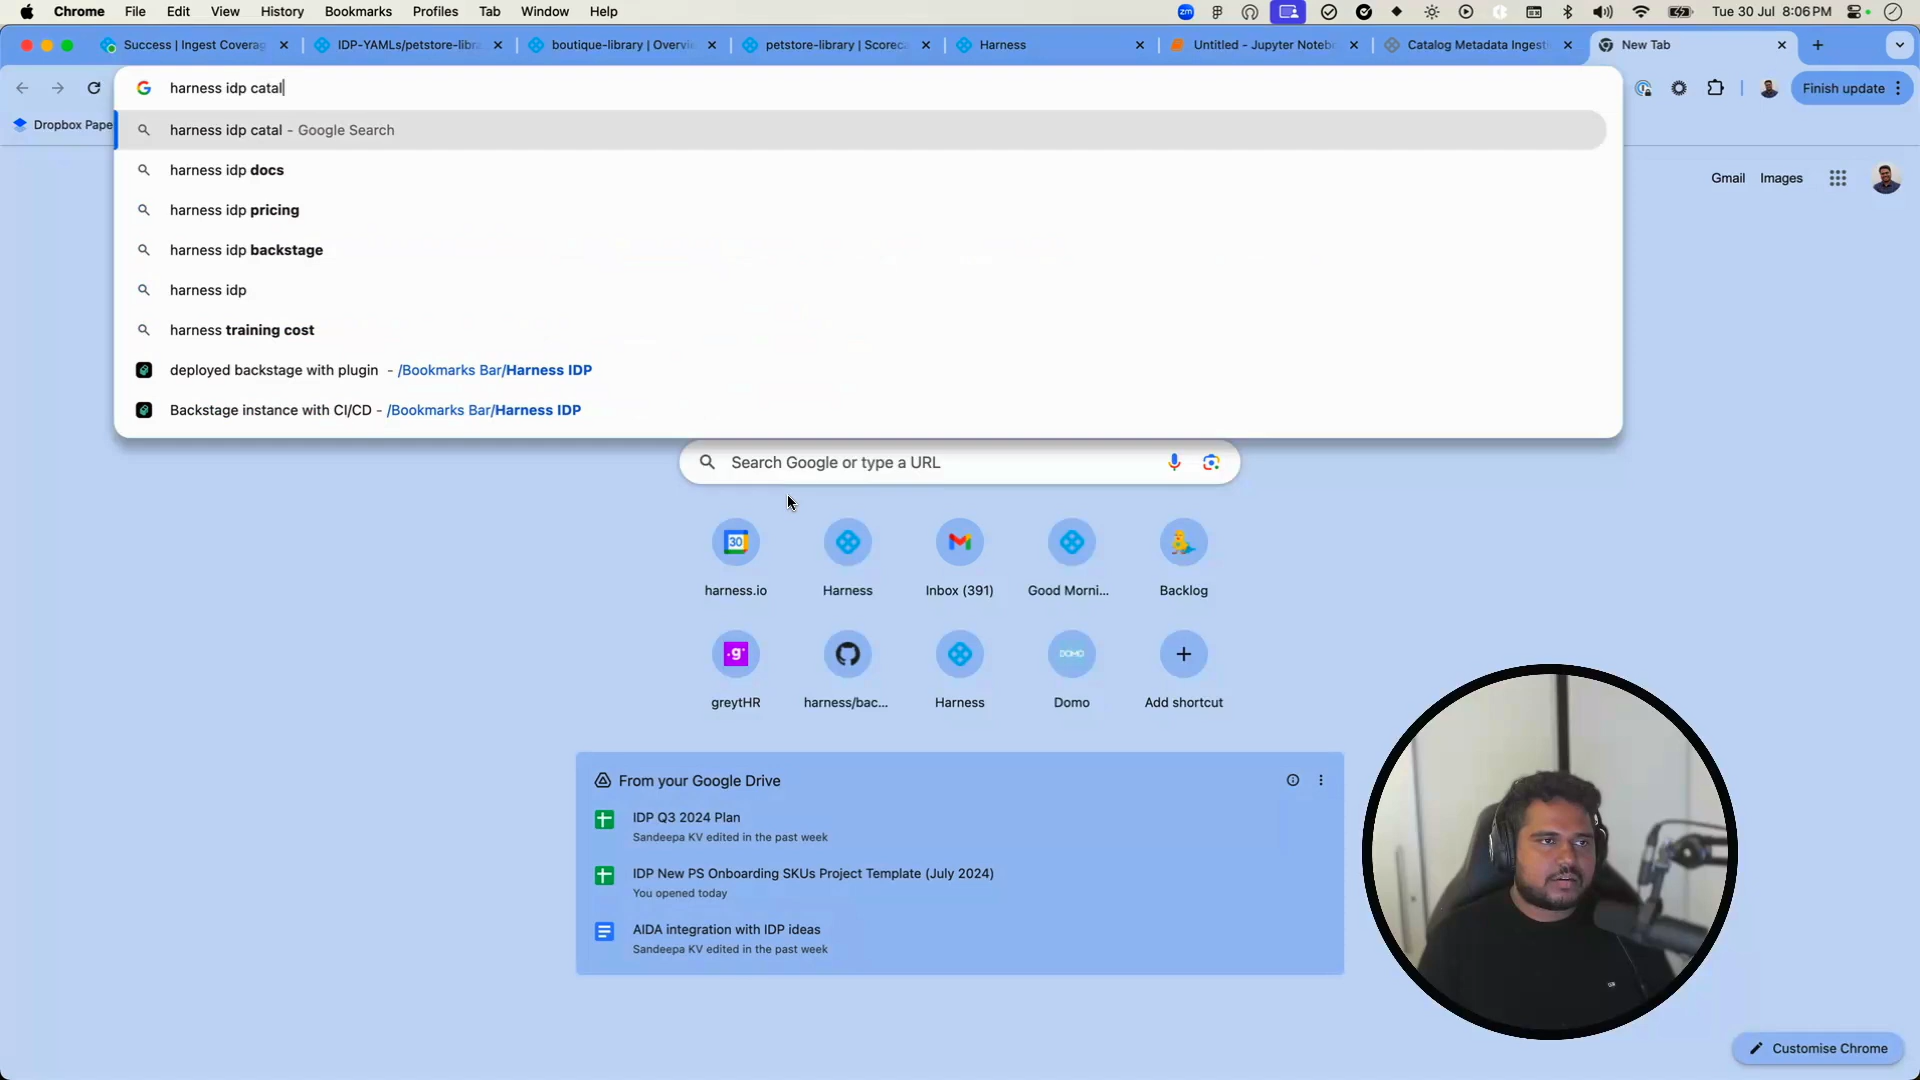 Chrome File Edit View History Bookmarks Profiles Tab Window Help
zm Tue 30 Jul 8:06 PM
Success | Ingest Coverag
IDP-YAMLs/petstore-libra
boutique-library | Overvi
petstore-library | Scorec
Harness
Untitled - Jupyter Noteb
Catalog Metadata Ingest
New Tab
harness idp catal
Finish update
Dropbox Pape
harness idp catal - Google Search
harness idp docs
Gmail Images
harness idp pricing
harness idp backstage
harness idp
harness training cost
deployed backstage with plugin - /Bookmarks Bar/Harness IDP
Backstage instance with CI/CD - /Bookmarks Bar/Harness IDP
Search Google or type a URL
30
harness.io Harness Inbox (391) Good Morni... Backlog
.g'
DOMO
greytHR harness/bac... Harness Domo Add shortcut
From your Google Drive
IDP Q3 2024 Plan
Sandeepa KV edited in the past week
IDP New PS Onboarding SKUs Project Template (July 2024)
You opened today
AIDA integration with IDP ideas
Sandeepa KV edited in the past week
Customise Chrome